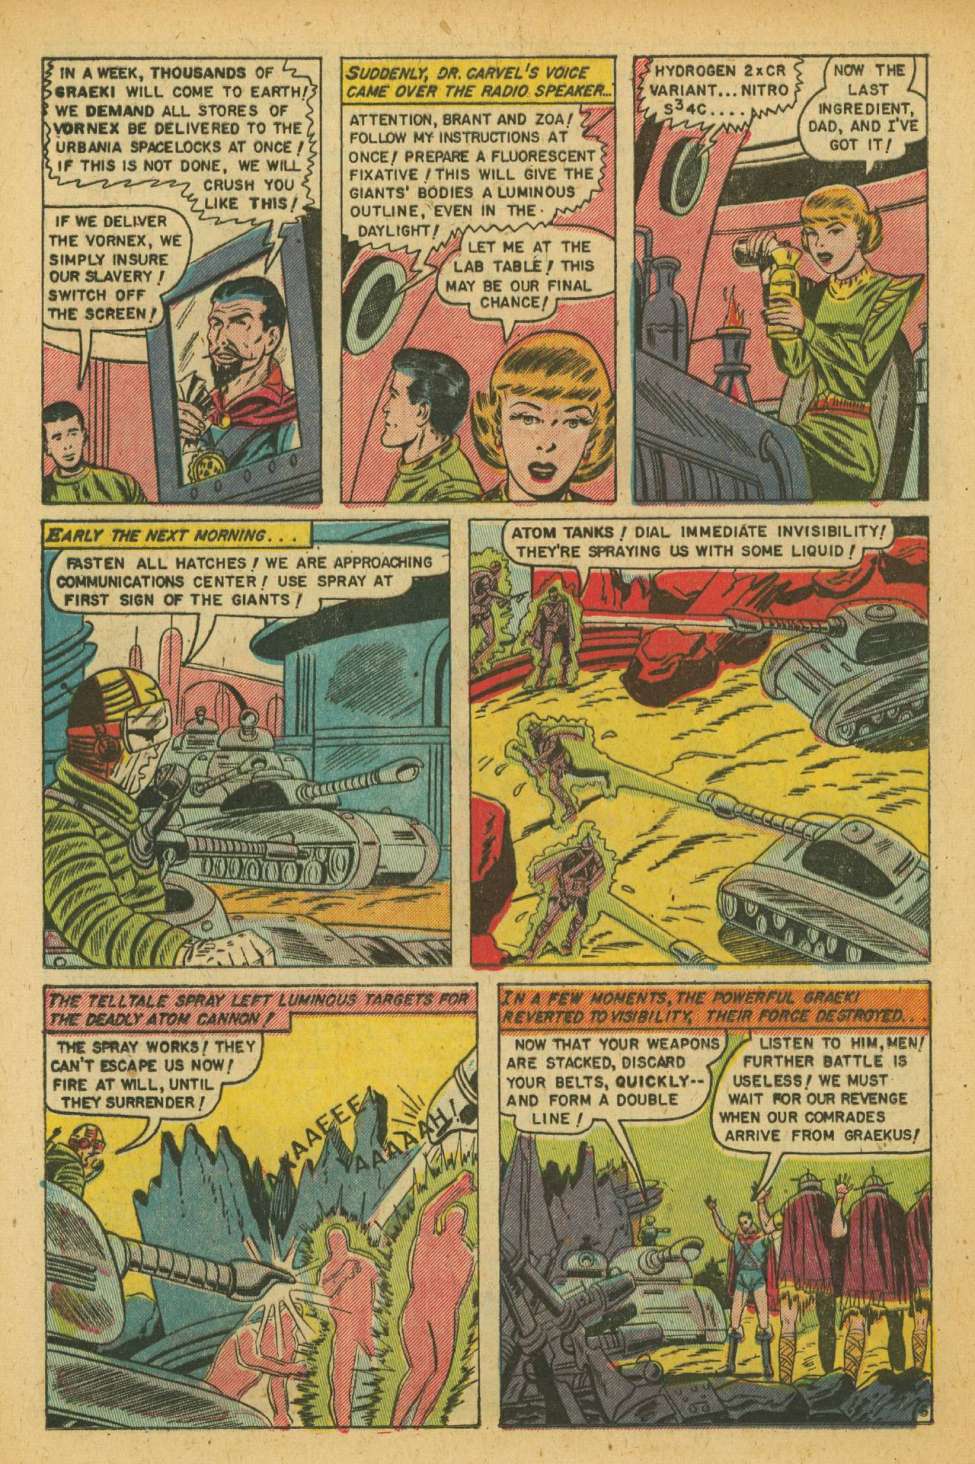 IN A WEEK, THOUSANDS OF
GRAEKI WILL COME TO EARTH!
WE DEMAND ALL STORES OF
VORNEX BE DELIVERED TO THE
URBANIA SPACELOCKS AT ONCE!
IF THIS IS NOT DONE, WE WILL
CRUSH YOU
LIKE THIS!
IF WE DELIVER
THE VORNEX, WE
SIMPLY INSURE
OUR SLAVERY!
SWITCH OFF
THE SCREEN!
SUDDENLY, DR. CARVEL'S VOICE
CAME OVER THE RADIO SPEAKER...
ATTENTION, BRANT AND ZOA!
FOLLOW MY INSTRUCTIONS AT
ONCE! PREPARE A FLUORESCENT
FIXATIVE! THIS WILL GIVE THE
GIANTS' BODIES A LUMINOUS
OUTLINE, EVEN IN THE
DAYLIGHT!
LET ME AT THE
LAB TABLE! THIS
MAY BE OUR FINAL
CHANCE!
HYDROGEN 2XCR
VARIANT... NITRO
S34C....
NOW THE
LAST
INGREDIENT,
DAD, AND I'VE
GOT IT!
EARLY THE NEXT MORNING...
FASTEN ALL HATCHES! WE ARE APPROACHING
COMMUNICATIONS CENTER! USE SPRAY AT
FIRST SIGN OF THE GIANTS!
ATOM TANKS! DIAL IMMEDIATE INVISIBILITY!
THEY'RE SPRAYING US WITH SOME LIQUID!
THE TELLTALE SPRAY LEFT LUMINOUS TARGETS FOR
THE DEADLY ATOM CANNON!
THE SPRAY WORKS! THEY
CAN'T ESCAPE US NOW!
FIRE AT WILL, UNTIL
THEY SURRENDER!
AAAFEEE
YAAAAAH!
IN A FEW MOMENTS, THE POWERFUL GRAEKI
REVERTED TO VISIBILITY, THEIR FORCE DESTROYED...
NOW THAT YOUR WEAPONS
ARE STACKED, DISCARD
YOUR BELTS, QUICKLY--
AND FORM A DOUBLE
LINE!
LISTEN TO HIM, MEN!
FURTHER BATTLE IS
USELESS! WE MUST
WAIT FOR OUR REVENGE
WHEN OUR COMRADES
ARRIVE FROM GRAEKUS!